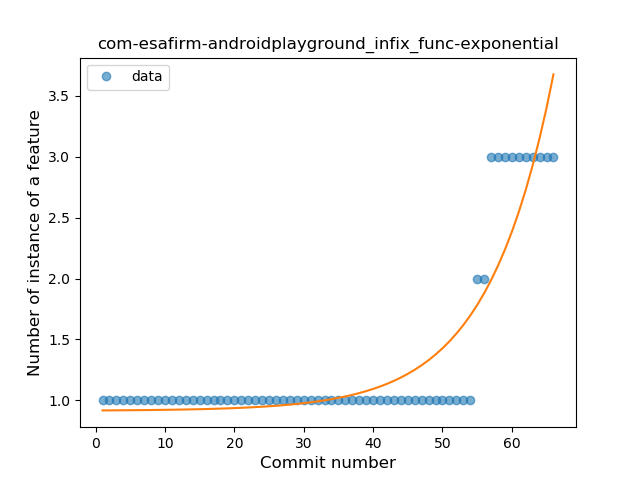 com-esafirm-androidplayground_infix_func-exponential
data
Number of instance of a feature
3.5
3.0
2.5
2.0
1.5
1.0
0 10 20 30 40 50 60
Commit number